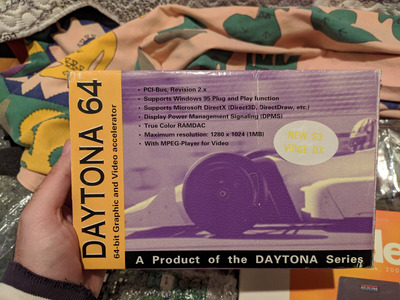 DAYTONA 64
64-bit Graphic and Video accelerator
• PCI-Bus, Revision 2.x
• Supports Windows 95 Plug and Play function
• Supports Microsoft DirectX (Direct3D, DirectDraw, etc.)
• Display Power Management Signaling (DPMS)
• True Color RAMDAC
• Maximum resolution: 1280 x 1024 (1MB)
• With MPEG-Player for Video
NEW S3
A Product of the DAYTONA Series